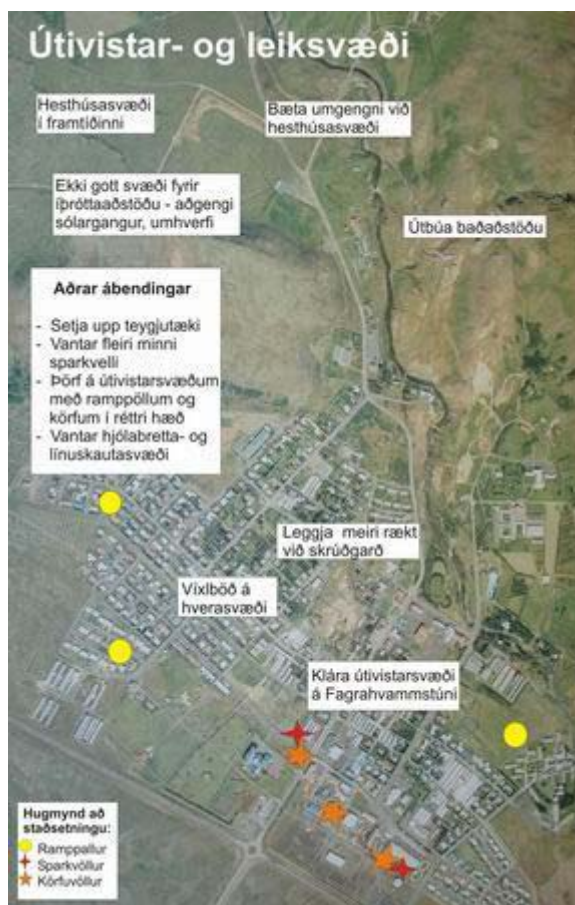 Útivistar- og leiksvæði
Hesthúsasvæði
í framtíðinni
Bæta umgengni við
hesthúsasvæði
Ekki gott svæði fyrir
íþróttaaðstöðu - aðgengi
sólargangur, umhverfi
Útbúa baðaðstöðu
Aðrar ábendingar
- Setja upp teygjutæki
- Vantar fleiri minni
sparkvelli
- Þörf á útivistarsvæðum
með ramppöllum og
körfum í réttri hæð
- Vantar hjólabretta- og
línuskautasvæði
Leggja meiri rækt
við skrúðgarð
Víxlböð á
hverasvæði
Klára útivistarsvæði
á Fagrahvammstúni
Hugmynd að
staðsetningu:
Ramppallur
Sparkvöllur
Körfuvöllur